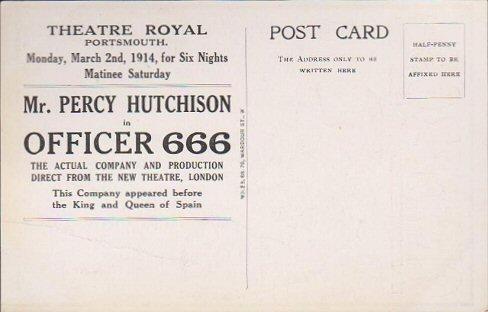 THEATRE ROYAL
PORTSMOUTH.
Monday, March 2nd, 1914, for Six Nights
Matinee Saturday
Mr. PERCY HUTCHISON
in
OFFICER 666
THE ACTUAL COMPANY AND PRODUCTION
DIRECT FROM THE NEW THEATRE, LONDON
This Company appeared before
the King and Queen of Spain
WARDOUR ST., W
POST CARD
THE ADDRESS ONLY TO BE
WRITTEN HERE
HALF-PENNY
STAMP TO BE
AFFIXED HERE